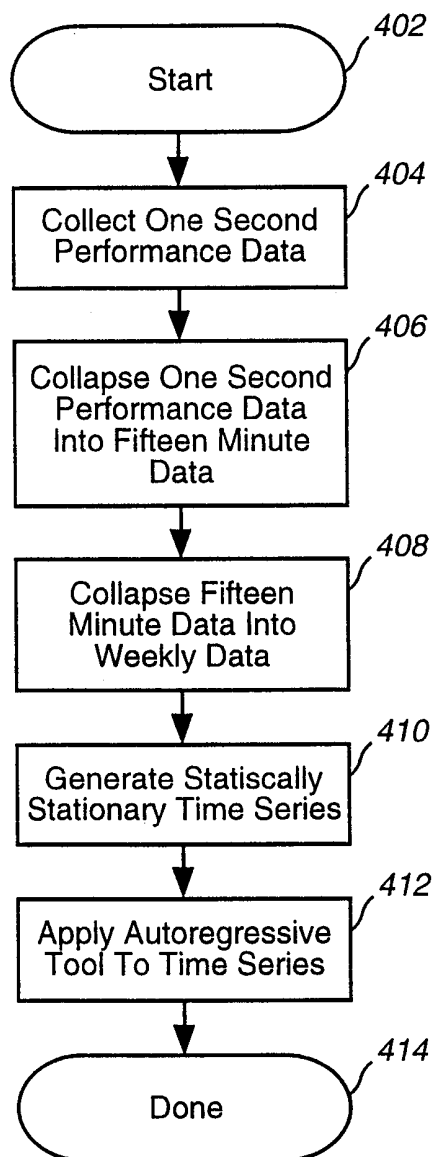 402
Start
404
Collect One Second
Performance Data
406
Collapse One Second
Performance Data
Into Fifteen Minute
Data
408
Collapse Fifteen
Minute Data Into
Weekly Data
410
Generate Statiscally
Stationary Time Series
412
Apply Autoregressive
Tool To Time Series
414
Done